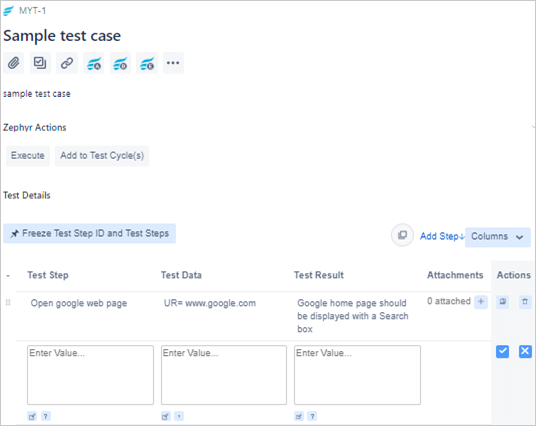 MYT-1
Sample test case
sample test case
Zephyr Actions
Execute
Add to Test Cycle(s)
Test Details
Freeze Test Step ID and Test Steps
Add Step↓
Columns
- Test Step Test Data Test Result Attachments Actions
Open google web page UR= www.google.com Google home page should 0 attached +
be displayed with a Search
box
Enter Value... Enter Value... Enter Value...
? ?